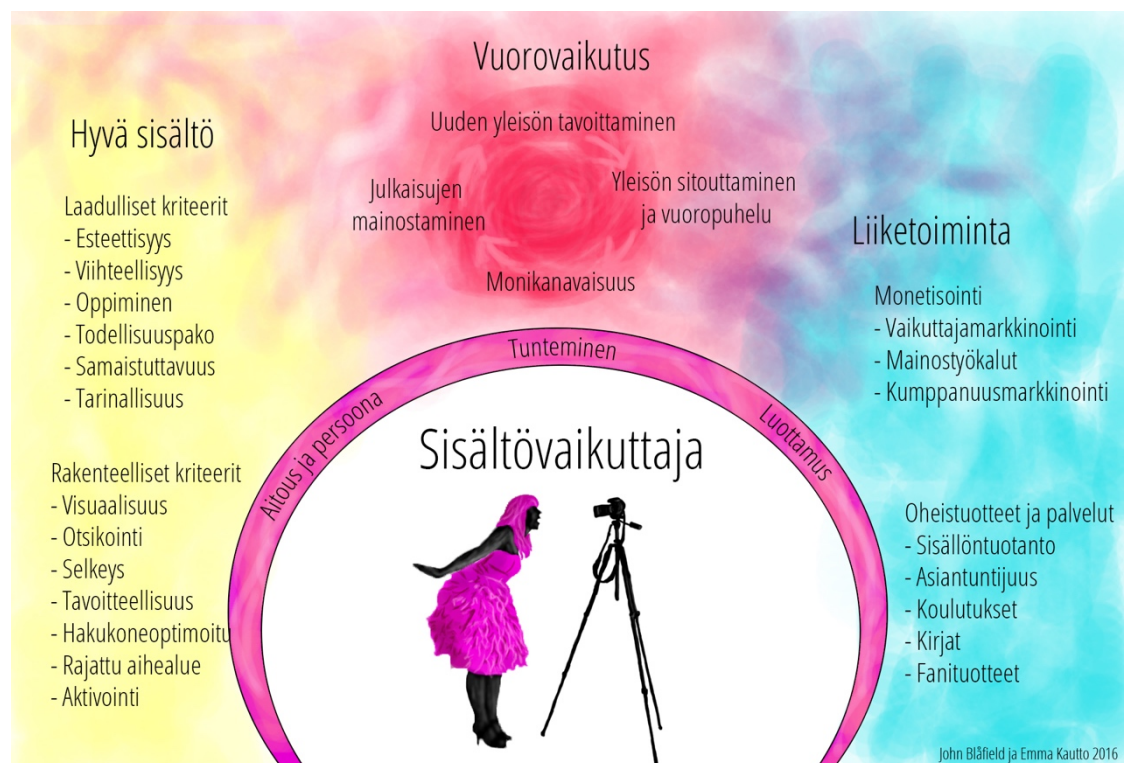 Vuorovaikutus
Uuden yleisön tavoittaminen
Julkaisujen
mainostaminen
Yleisön sitouttaminen
ja vuoropuhelu
Monikanavaisuus
Hyvä sisältö
Laadulliset kriteerit
- Esteettisyys
- Viihteellisyys
- Oppiminen
- Todellisuuspako
- Samaistuttavuus
- Tarinallisuus
Rakenteelliset kriteerit
- Visuaalisuus
- Otsikointi
- Selkeys
- Tavoitteellisuus
- Hakukoneoptimoitu
- Rajattu aihealue
- Aktivointi
Aitous ja persoona
Tunteminen
Luottamus
Sisältövaikuttaja
Liiketoiminta
Monetisointi
- Vaikuttajamarkkinointi
- Mainostyökalut
- Kumppanuusmarkkinointi
Oheistuotteet ja palvelut
- Sisällöntuotanto
- Asiantuntijuus
- Koulutukset
- Kirjat
- Fanituotteet
John Blåfield ja Emma Kautto 2016